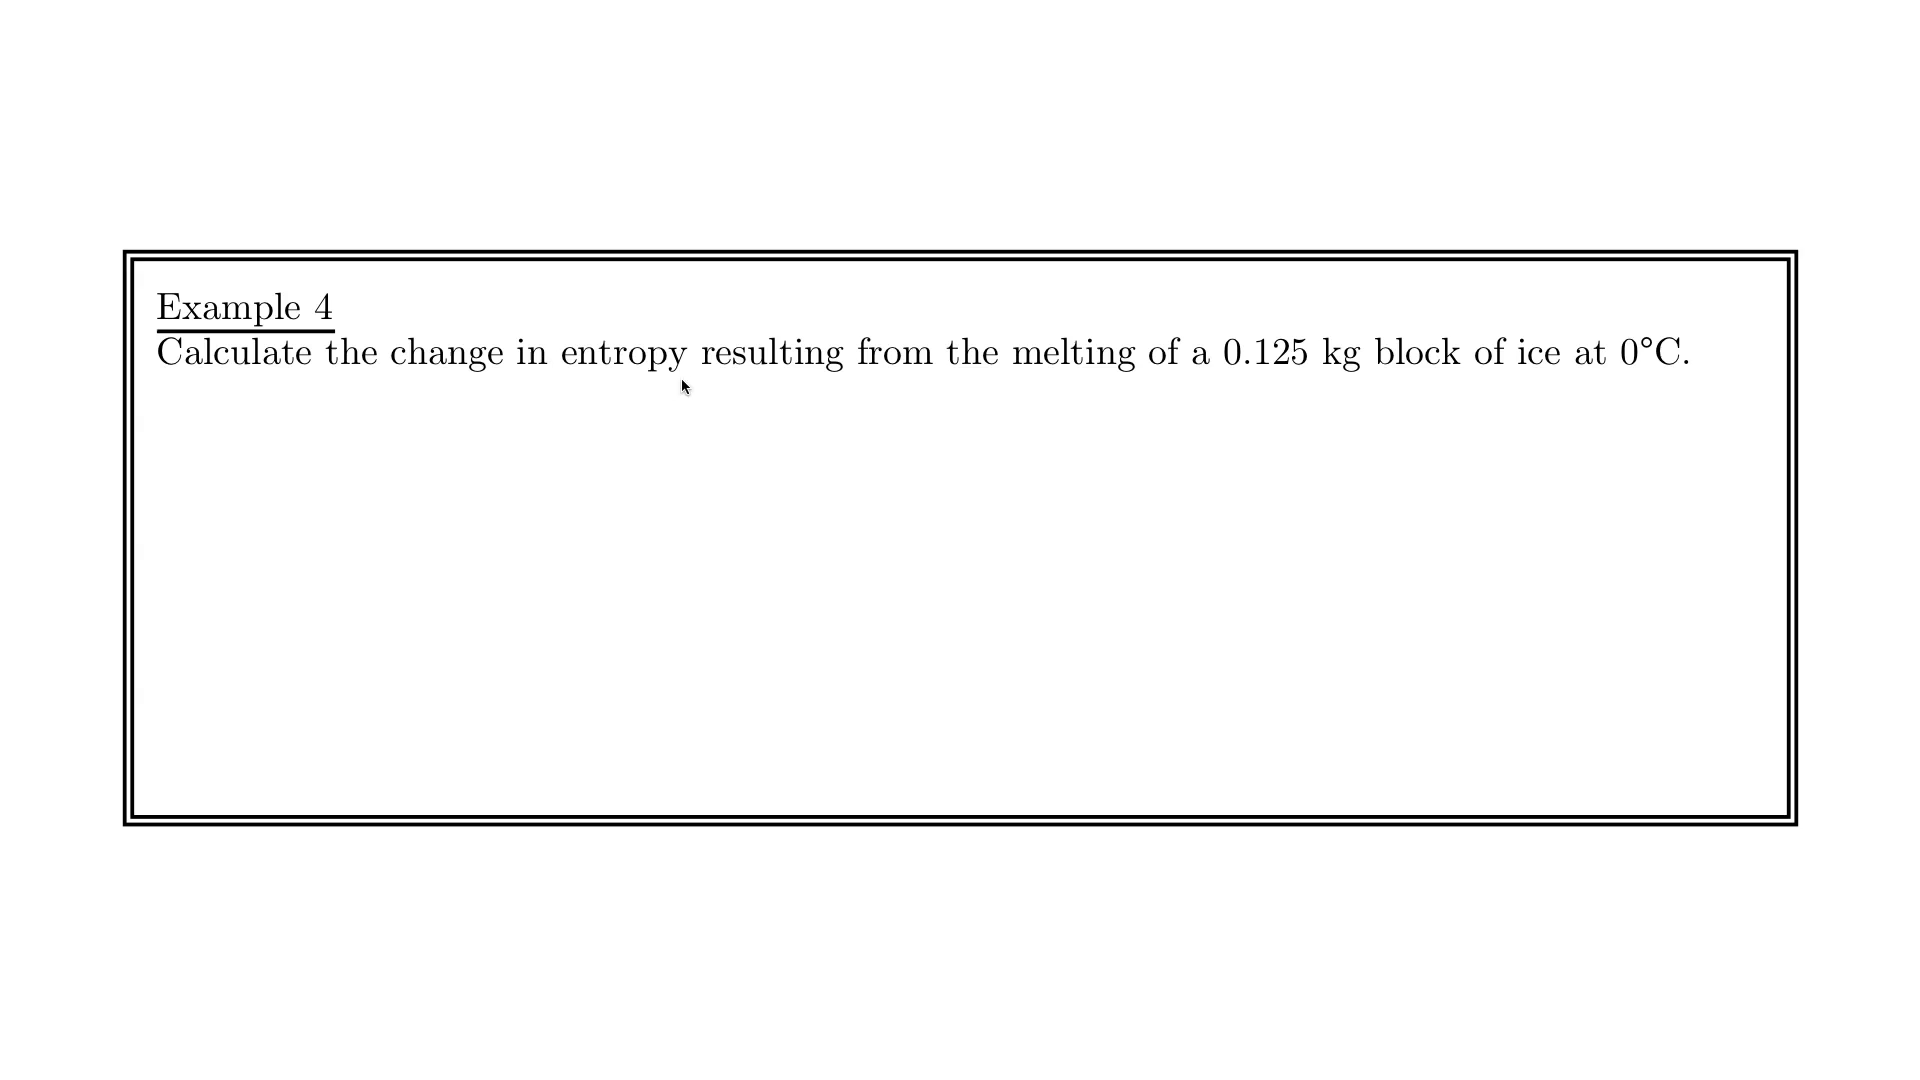 Example 4
Calculate the change in entropy resulting from the melting of a 0.125 kg block of ice at 0°C.